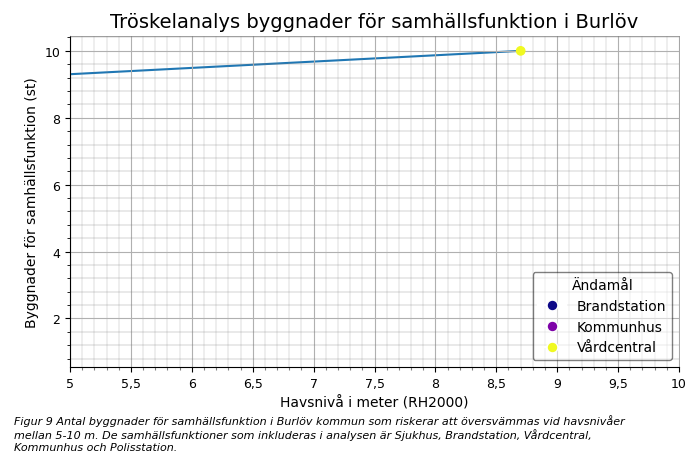 Tröskelanalys byggnader för samhällsfunktion i Burlöv
Byggnader för samhällsfunktion (st)
10
8
6
4
2
Ändamål
Brandstation
Kommunhus
Vårdcentral
5 5,5 6 6,5 7 7,5 8 8,5 9 9,5 10
Havsnivå i meter (RH2000)
Figur 9 Antal byggnader för samhällsfunktion i Burlöv kommun som riskerar att översvämmas vid havsnivåer
mellan 5-10 m. De samhällsfunktioner som inkluderas i analysen är Sjukhus, Brandstation, Vårdcentral,
Kommunhus och Polisstation.